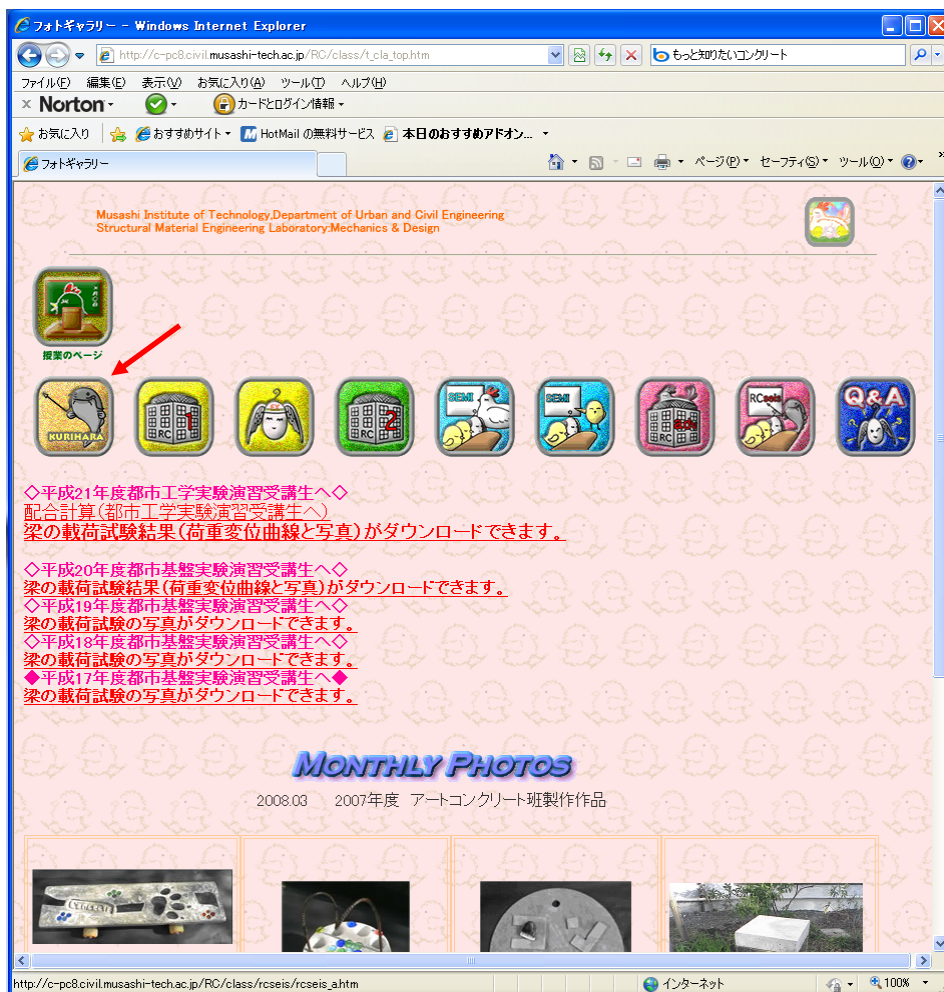 フォトギャラリー - Windows Internet Explorer
http://c-pc8.civil.musashi-tech.ac.jp/RC/class/t_cla_top.htm
もっと知りたいコンクリート
ファイル(F) 編集(E) 表示(V) お気に入り(A) ツール(T) ヘルプ(H)
× Norton カードとログイン情報
お気に入り おすすめサイト HotMail の無料サービス 本日のおすすめアドオン...
フォトギャラリー
ページ(P) セーフティ(S) ツール(O) »
Musashi Institute of Technology,Department of Urban and Civil Engineering
Structural Material Engineering Laboratory:Mechanics & Design
授業のページ
KURIHARA
RC 1
RC 2
SEMI
SEMI
RC
RCseis
Q&A
◇平成21年度都市工学実験演習受講生へ◇
配合計算(都市工学実験演習受講生へ)
梁の載荷試験結果(荷重変位曲線と写真)がダウンロードできます。
◇平成20年度都市基盤実験演習受講生へ◇
梁の載荷試験結果(荷重変位曲線と写真)がダウンロードできます。
◇平成19年度都市基盤実験演習受講生へ◇
梁の載荷試験の写真がダウンロードできます。
◇平成18年度都市基盤実験演習受講生へ◇
梁の載荷試験の写真がダウンロードできます。
◆平成17年度都市基盤実験演習受講生へ◆
梁の載荷試験の写真がダウンロードできます。
MONTHLY PHOTOS
2008.03 2007年度 アートコンクリート班製作作品
http://c-pc8.civil.musashi-tech.ac.jp/RC/class/rcseis/rcseis_a.htm
インターネット
100%